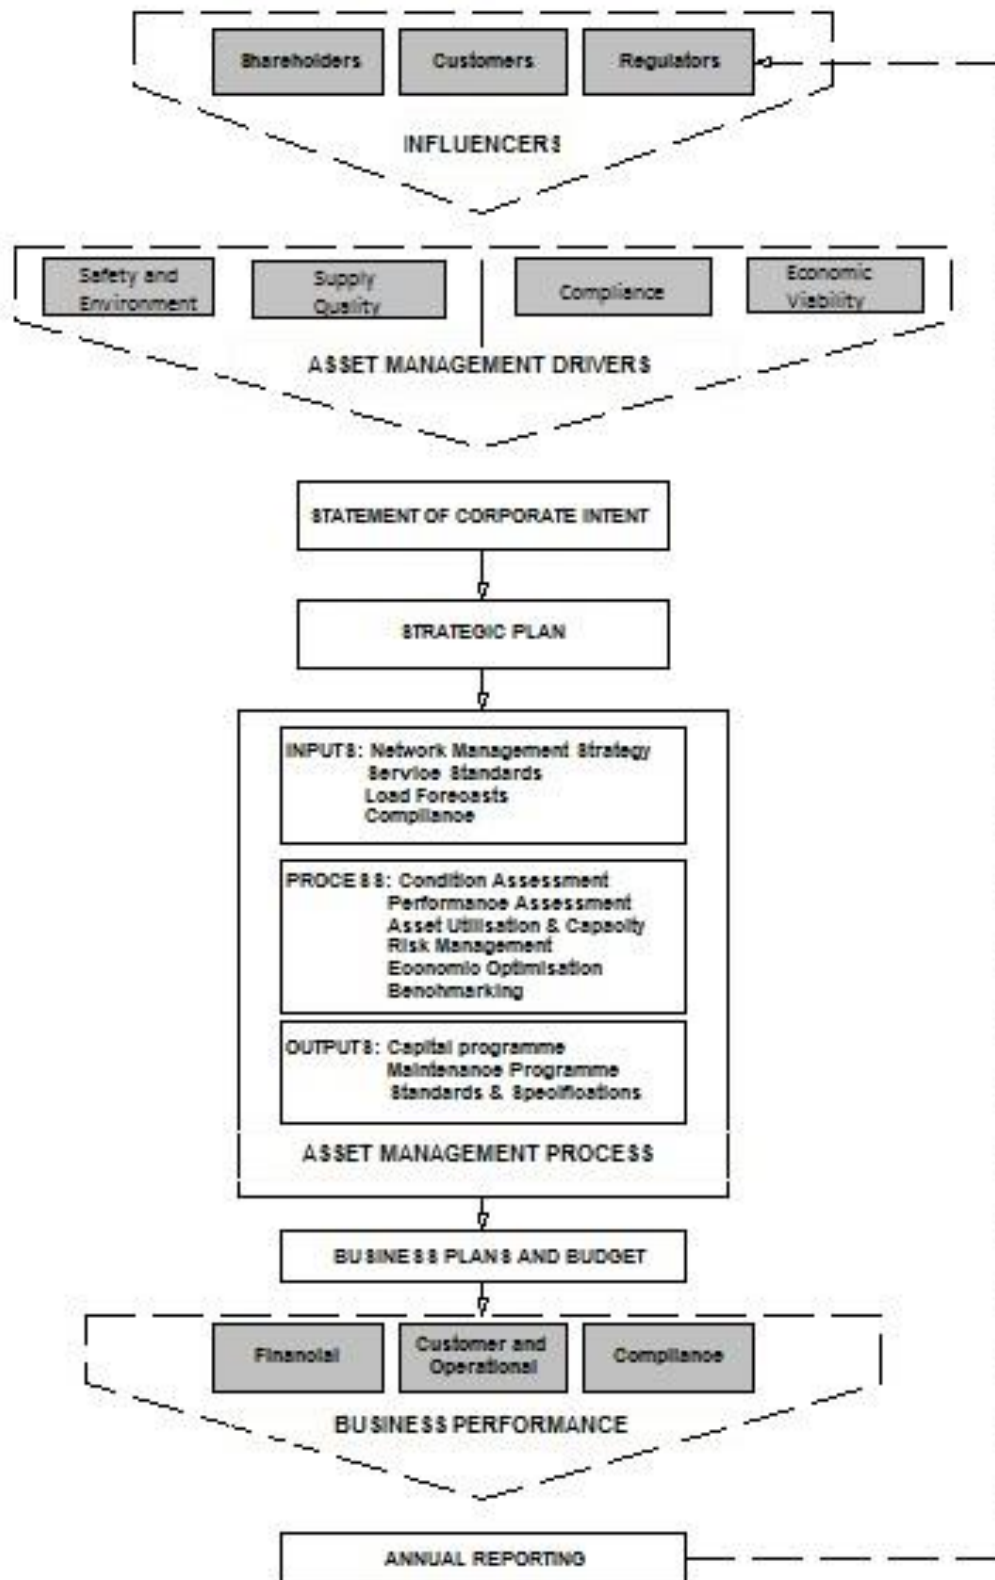 Shareholders
Customers
Regulators
INFLUENCERS
Safety and
Environment
Supply
Quality
Compliance
Economic
Viability
ASSET MANAGEMENT DRIVERS
STATEMENT OF CORPORATE INTENT
STRATEGIC PLAN
INPUTS: Network Management Strategy
Service Standards
Load Forecasts
Compliance
PROCESS: Condition Assessment
Performance Assessment
Asset Utilisation & Capacity
Risk Management
Economic Optimisation
Benchmarking
OUTPUTS: Capital programme
Maintenance Programme
Standards & Specifications
ASSET MANAGEMENT PROCESS
BUSINESS PLANS AND BUDGET
Financial
Customer and
Operational
Compliance
BUSINESS PERFORMANCE
ANNUAL REPORTING